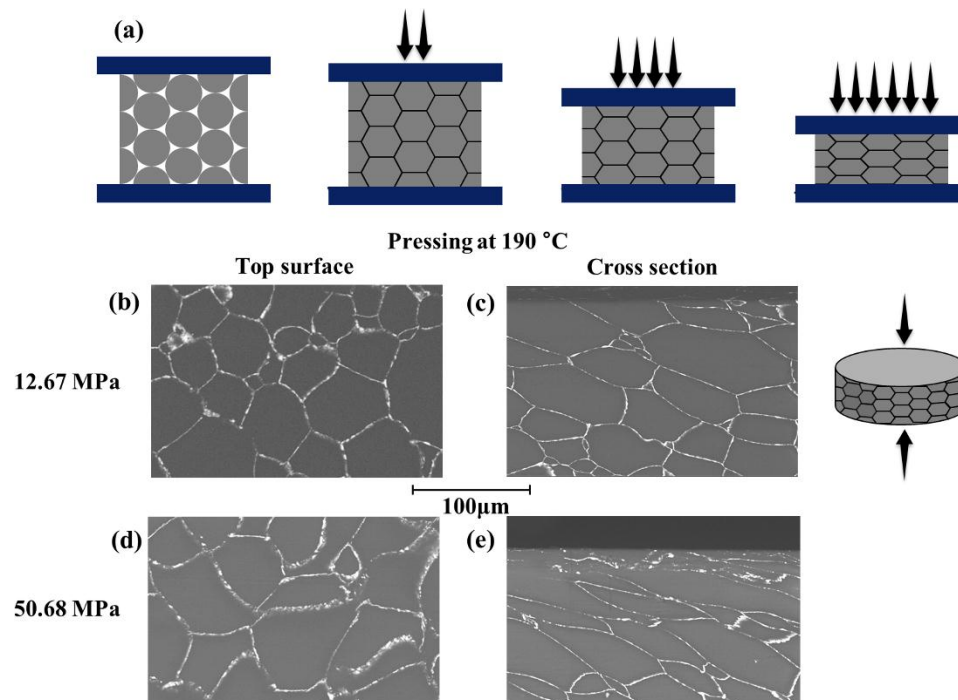 (a)
Pressing at 190 °C
Top surface
Cross section
(b)
(c)
12.67 MPa
100μm
(d)
(e)
50.68 MPa